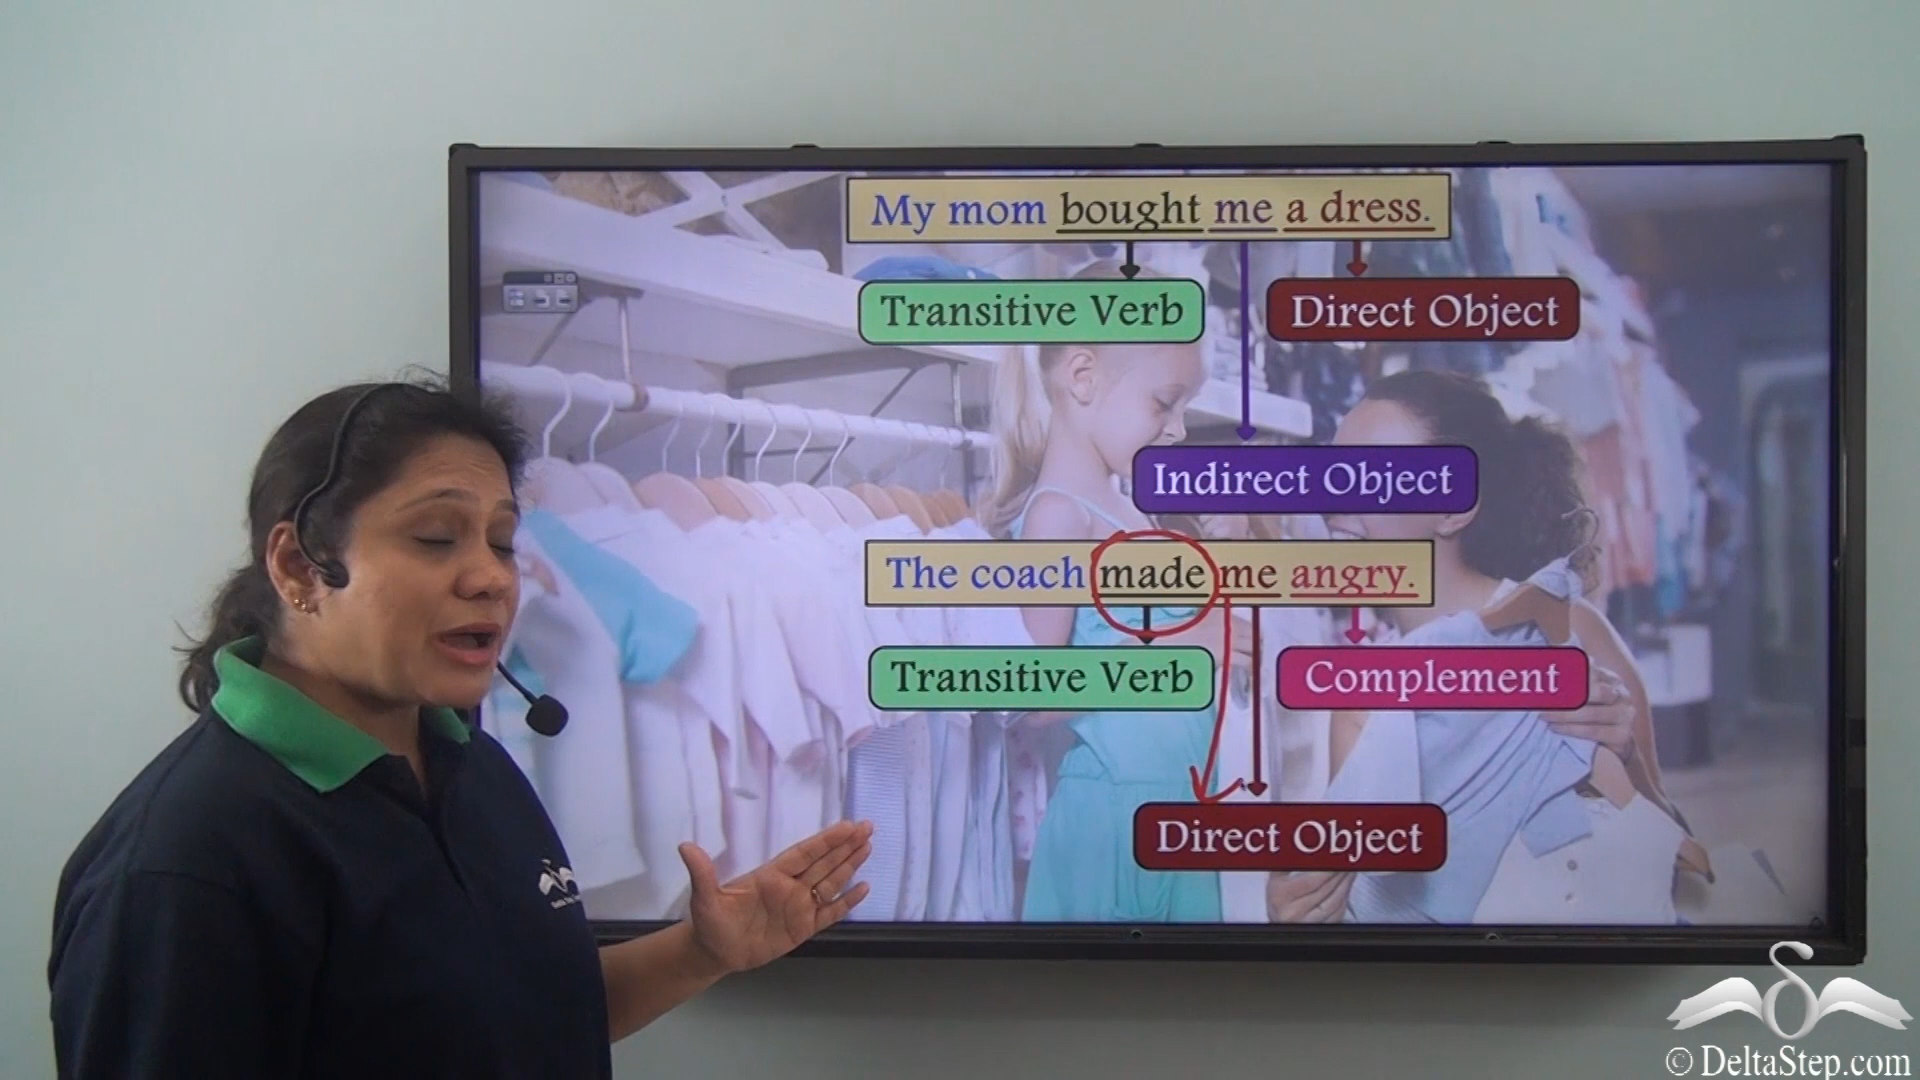 My mom bought me a dress.
Transitive Verb
Direct Object
Indirect Object
The coach made me angry.
Transitive Verb
Complement
Direct Object
© DeltaStep.com